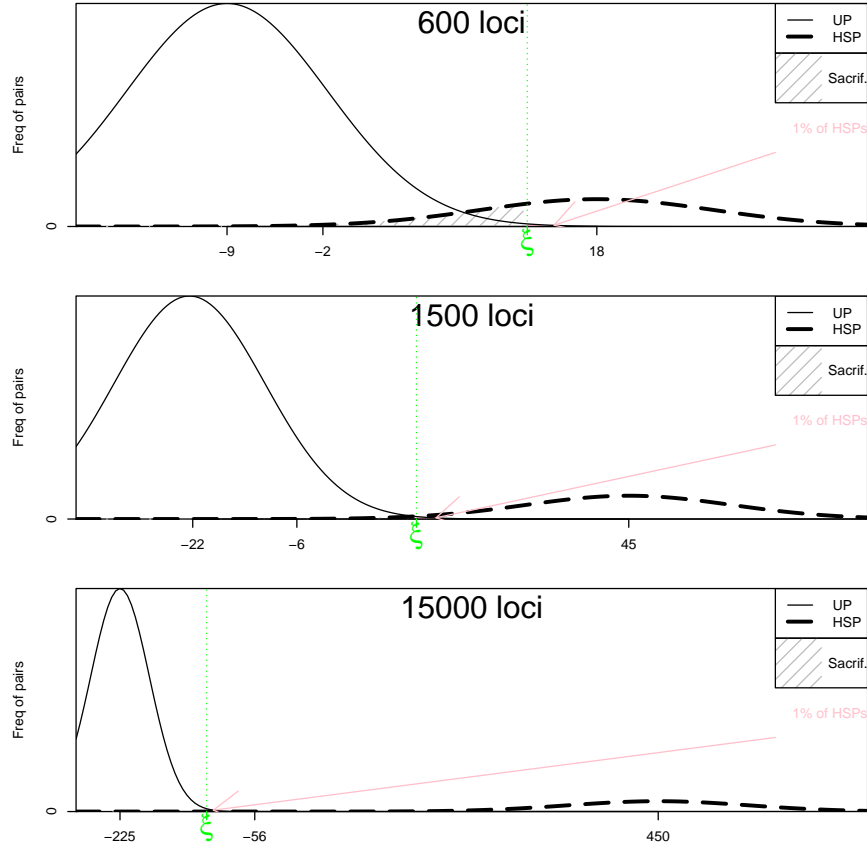 600 loci
UP
HSP
Sacrif.
1% of HSPs
Freq of pairs
0
−9 −2 ξ 18
1500 loci
UP
HSP
Sacrif.
1% of HSPs
Freq of pairs
0
−22 −6 ξ 45
15000 loci
UP
HSP
Sacrif.
1% of HSPs
Freq of pairs
0
−225 ξ −56 450